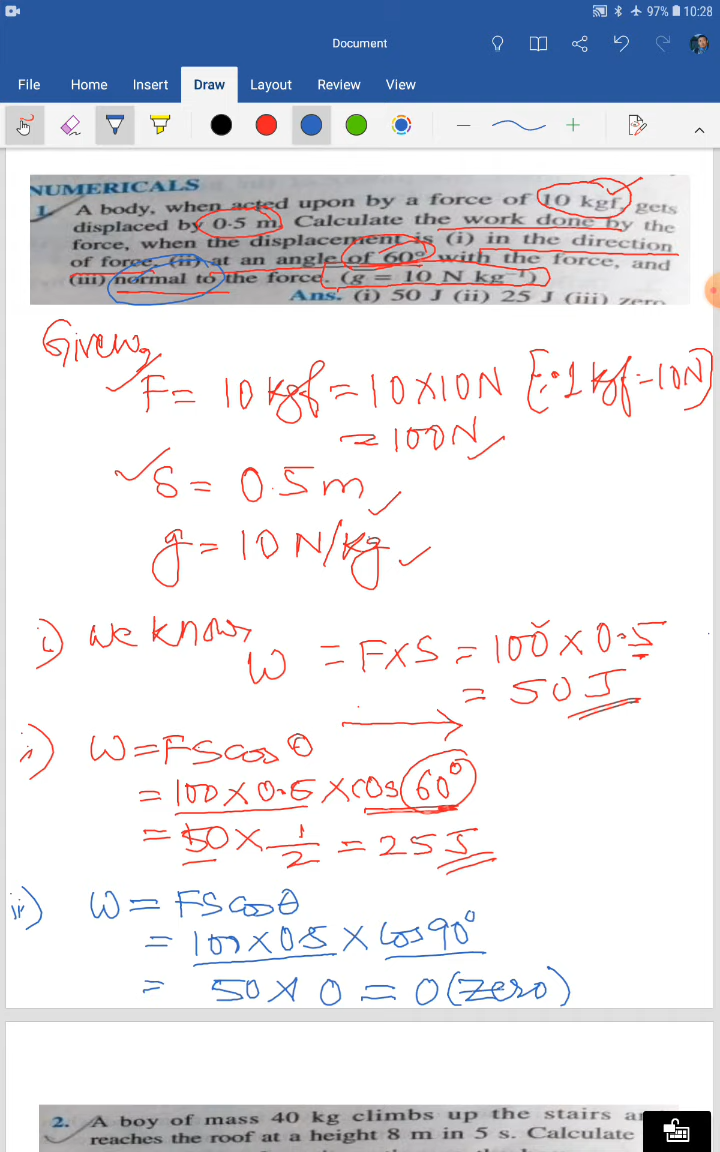 97% 10:28
Document
File Home Insert Draw Layout Review View
NUMERICALS
1. A body, when acted upon by a force of 10 kgf, gets
displaced by 0·5 m. Calculate the work done by the
force, when the displacement is (i) in the direction
of force, (ii) at an angle of 60° with the force, and
(iii) normal to the force. (g = 10 N kg⁻¹)
Ans. (i) 50 J (ii) 25 J (iii) zero
Given,
F = 10 kgf = 10 X 10N [∵ 1 kgf = 10N]
= 100N
S = 0.5m
g = 10 N/kg
i) we know,
W = F X S = 100 X 0.5
= 50 J
ii) W = FS cos θ
= 100 X 0.5 X cos 60°
= 50 X 1/2 = 25 J
iii) W = FS cos θ
= 100 X 0.5 X cos 90°
= 50 X 0 = 0 (zero)
2. A boy of mass 40 kg climbs up the stairs
reaches the roof at a height 8 m in 5 s. Calculate